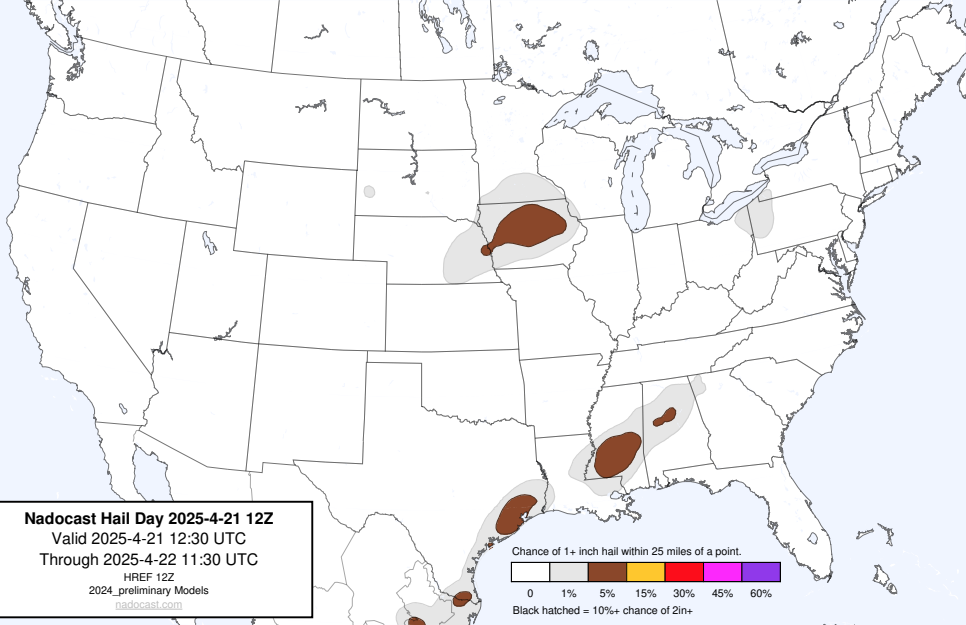 Nadocast Hail Day 2025-4-21 12Z
Valid 2025-4-21 12:30 UTC
Through 2025-4-22 11:30 UTC
HREF 12Z
2024_preliminary Models
nadocast.com
Chance of 1+ inch hail within 25 miles of a point.
0 1% 5% 15% 30% 45% 60%
Black hatched = 10%+ chance of 2in+